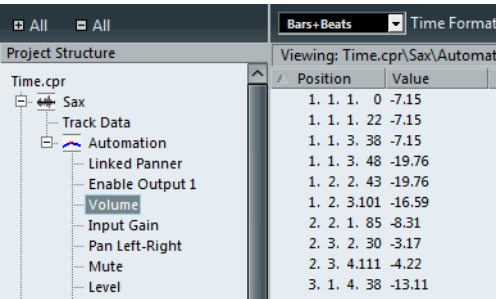 All All
Project Structure
Time.cpr
Sax
Track Data
Automation
Linked Panner
Enable Output 1
Volume
Input Gain
Pan Left-Right
Mute
Level
Bars+Beats Time Format
Viewing: Time.cpr\Sax\Automat
Position Value
1. 1. 1. 0 -7.15
1. 1. 1. 22 -7.15
1. 1. 3. 38 -7.15
1. 1. 3. 48 -19.76
1. 2. 2. 43 -19.76
1. 2. 3.101 -16.59
2. 2. 1. 85 -8.31
2. 3. 2. 30 -3.17
2. 3. 4.111 -4.22
3. 1. 4. 38 -13.11